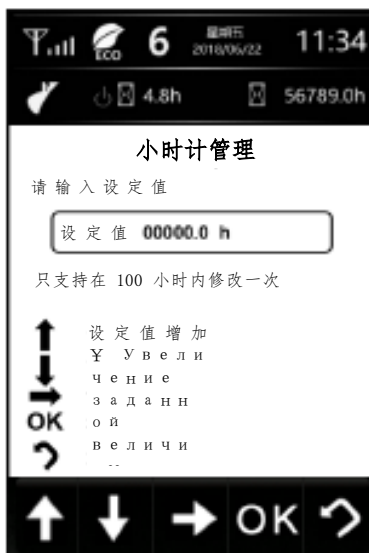 ECO 6 星期五 2018/06/22 11:34
4.8h 56789.0h
小时计管理
请输入设定值
设定值 00000.0 h
只支持在 100 小时内修改一次
设定值增加
¥ Увели
чение
заданн
OK ой
величи
OK